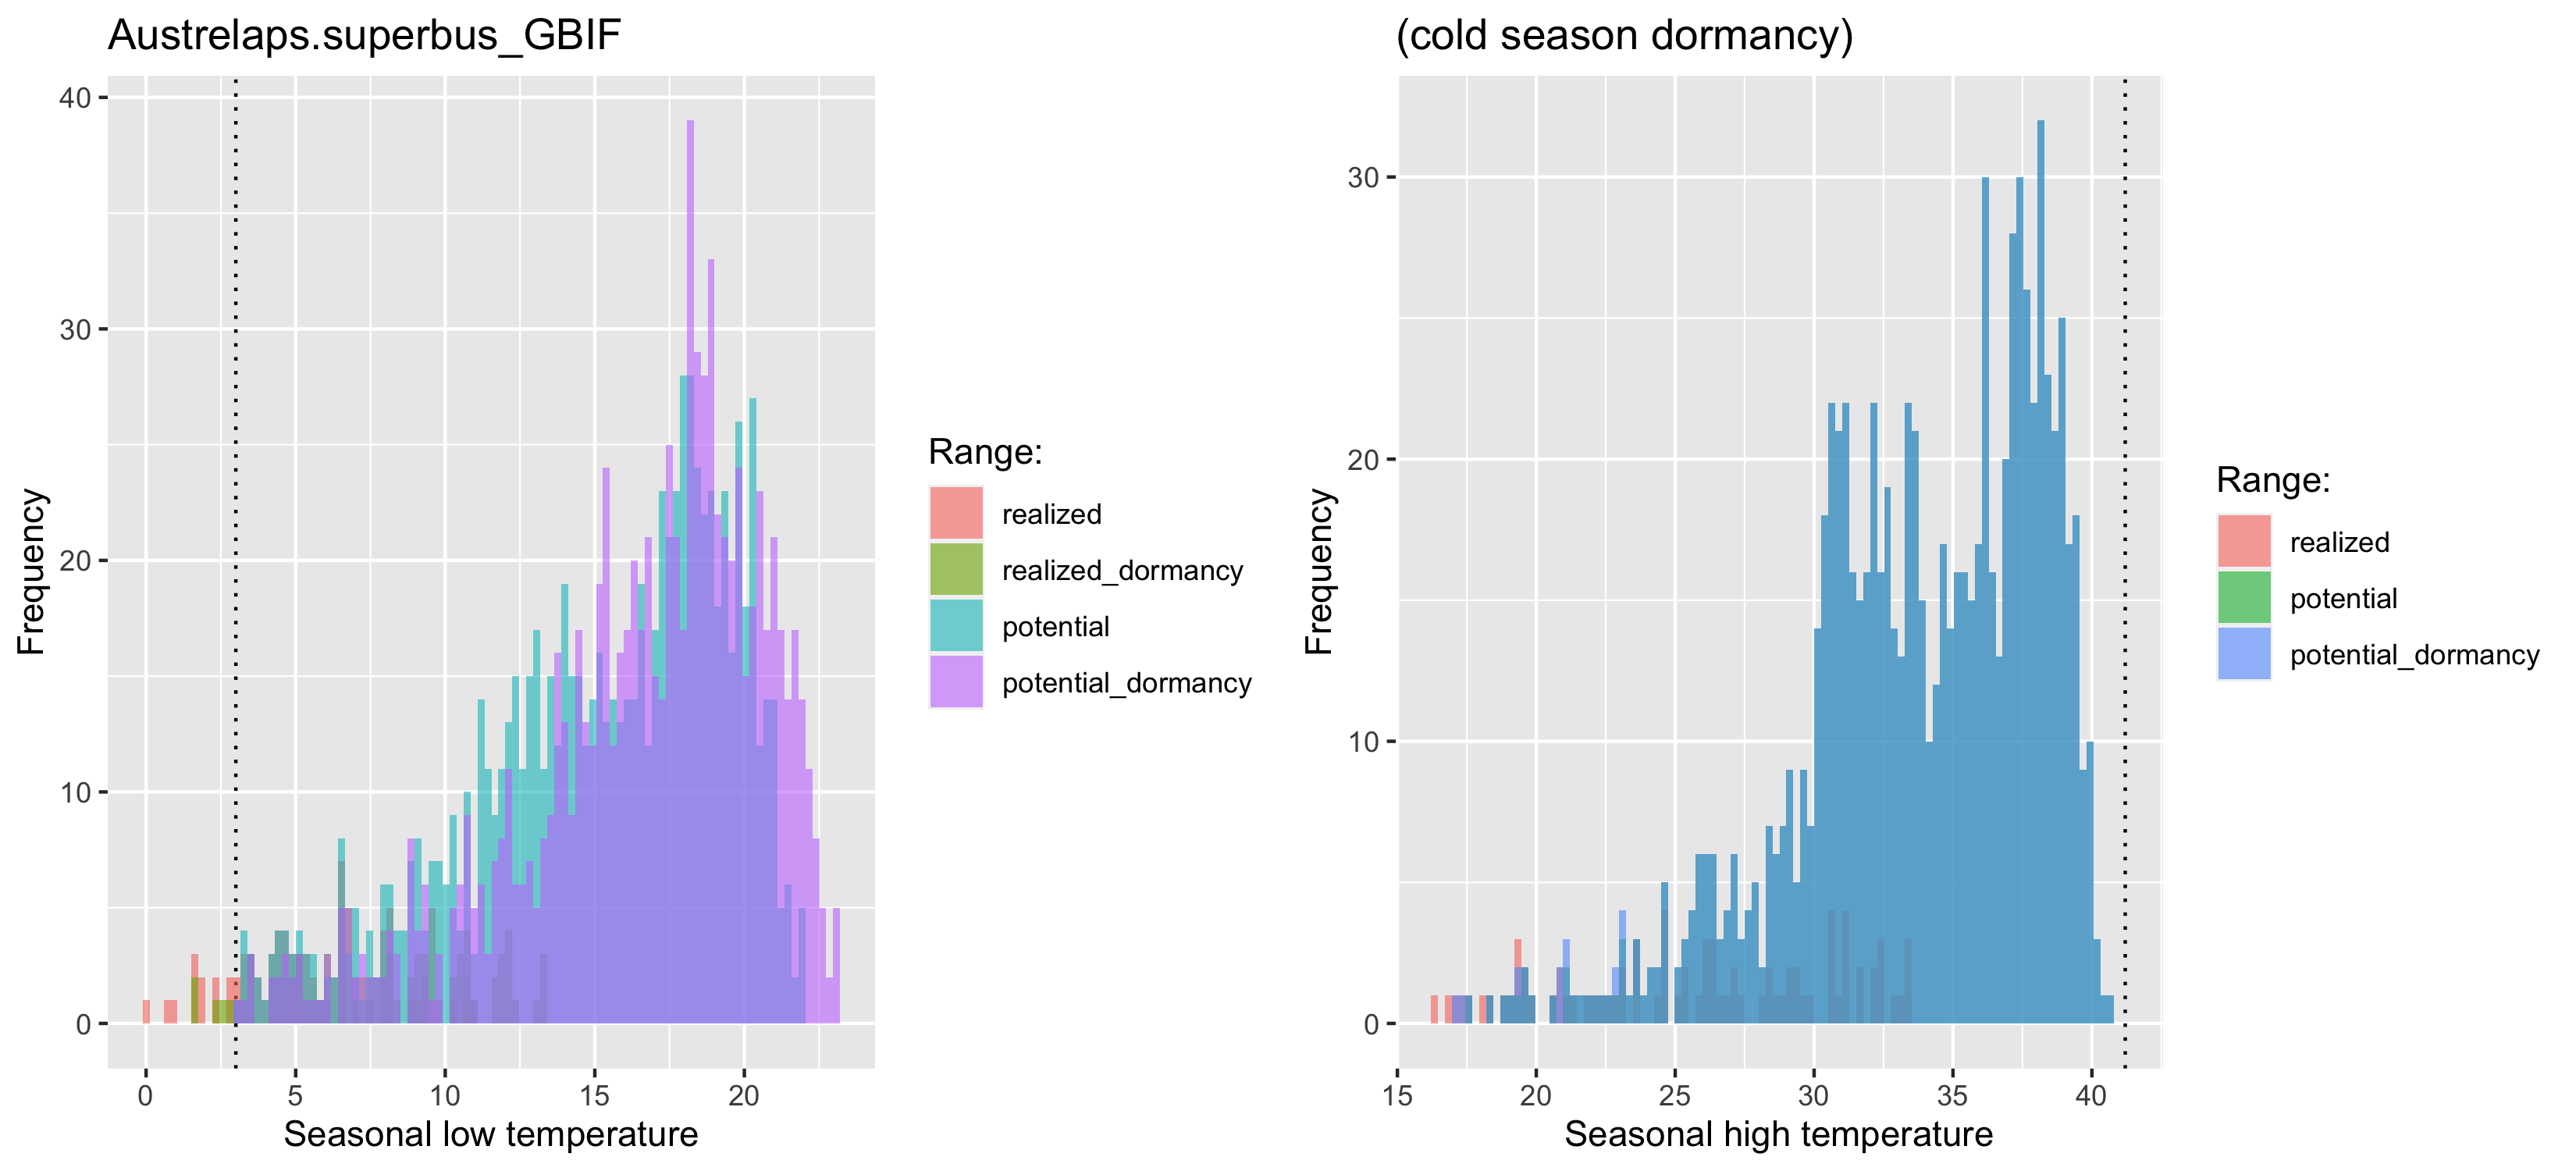 Austrelaps.superbus_GBIF
40
30
20
10
0
Frequency
0 5 10 15 20
Seasonal low temperature
Range:
realized
realized_dormancy
potential
potential_dormancy
(cold season dormancy)
30
20
10
0
Frequency
15 20 25 30 35 40
Seasonal high temperature
Range:
realized
potential
potential_dormancy